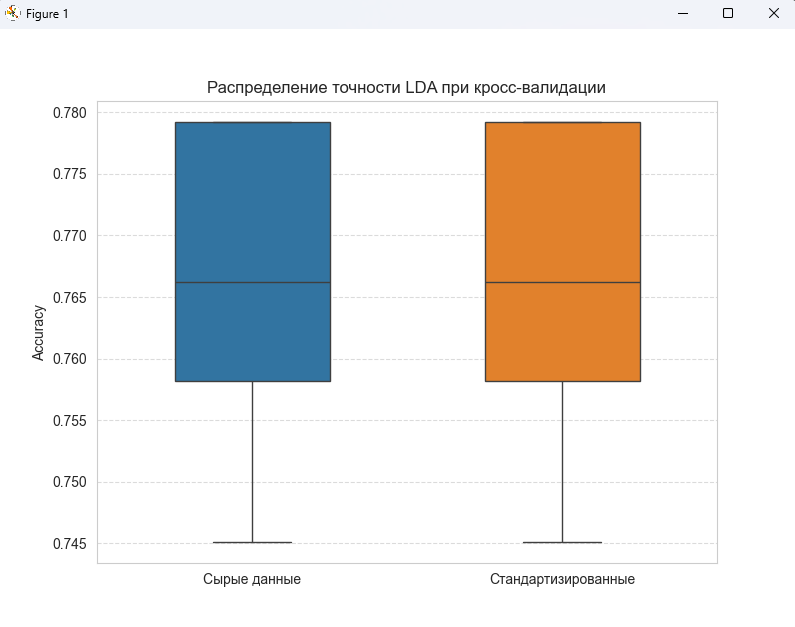 Figure 1
Распределение точности LDA при кросс-валидации
0.780
0.775
0.770
0.765
0.760
0.755
0.750
0.745
Accuracy
Сырые данные
Стандартизированные